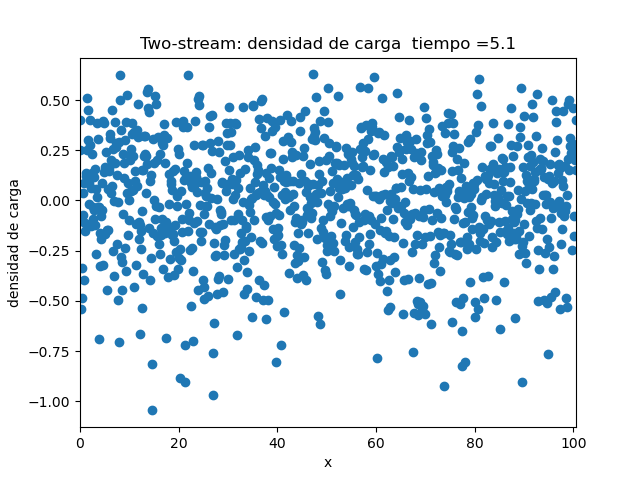 Two-stream: densidad de carga  tiempo =5.1
densidad de carga
0.50
0.25
0.00
−0.25
−0.50
−0.75
−1.00
0 20 40 60 80 100
x